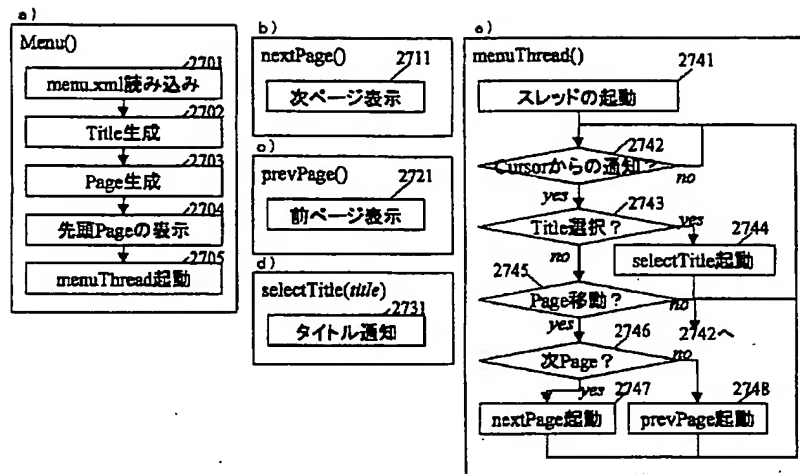 a)
Menu()
2701
menu.xml読み込み
2702
Title生成
2703
Page生成
2704
先頭Pageの表示
2705
menuThread起動
b)
nextPage()
2711
次ページ表示
c)
prevPage()
2721
前ページ表示
d)
selectTitle(title)
2731
タイトル通知
e)
menuThread()
2741
スレッドの起動
2742
Cursorからの通知?
no
yes
2743
Title選択?
yes
2744
no
selectTitle起動
2745
Page移動?
no
yes
2742へ
2746
次Page?
no
yes
2747
2748
nextPage起動
prevPage起動